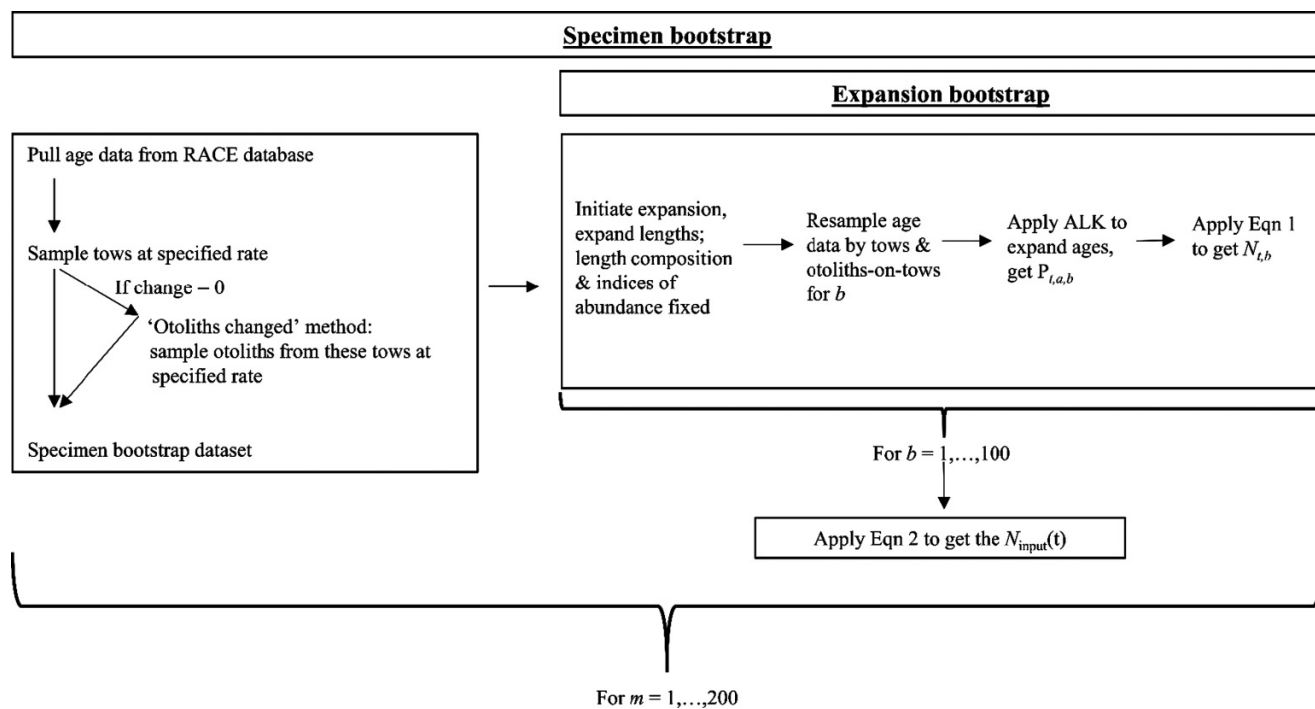 Specimen bootstrap
Expansion bootstrap
Pull age data from RACE database
Sample tows at specified rate
If change – 0
‘Otoliths changed’ method:
sample otoliths from these tows at
specified rate
Specimen bootstrap dataset
Initiate expansion,
expand lengths;
length composition
& indices of
abundance fixed
Resample age
data by tows &
otoliths-on-tows
for b
Apply ALK to
expand ages,
get P_{t,a,b}
Apply Eqn 1
to get N_{t,b}
For b = 1,…,100
Apply Eqn 2 to get the N_{input}(t)
For m = 1,…,200